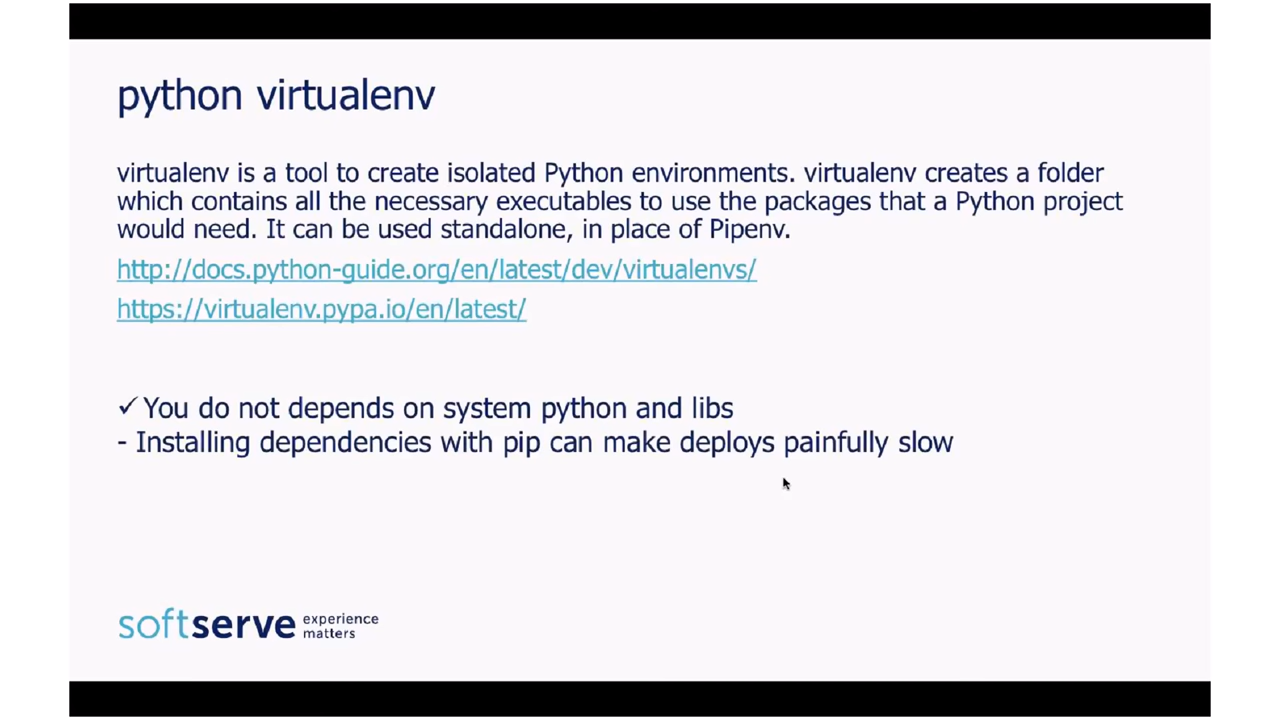 python virtualenv
virtualenv is a tool to create isolated Python environments. virtualenv creates a folder
which contains all the necessary executables to use the packages that a Python project
would need. It can be used standalone, in place of Pipenv.
http://docs.python-guide.org/en/latest/dev/virtualenvs/
https://virtualenv.pypa.io/en/latest/
✓ You do not depends on system python and libs
- Installing dependencies with pip can make deploys painfully slow
softserve experience
matters